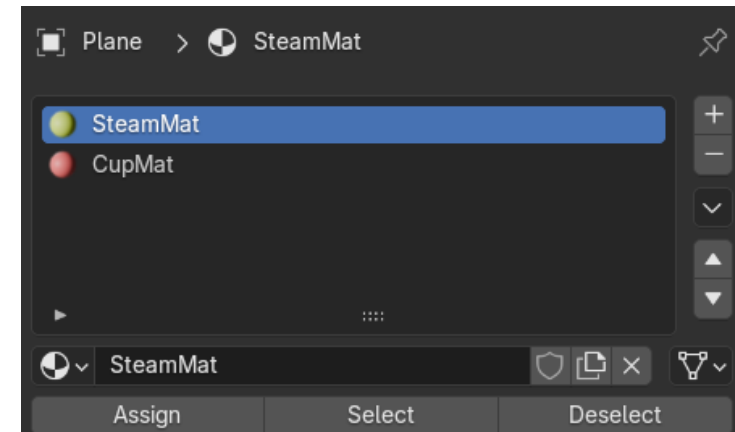 Plane > SteamMat
SteamMat
CupMat
SteamMat
Assign Select Deselect